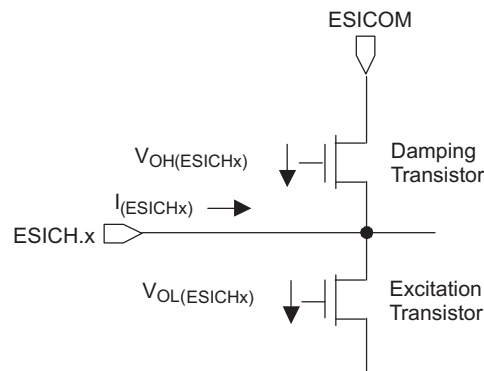 ESICOM
V_OH(ESICHx)
Damping
Transistor
I_(ESICHx)
ESICH.x
V_OL(ESICHx)
Excitation
Transistor